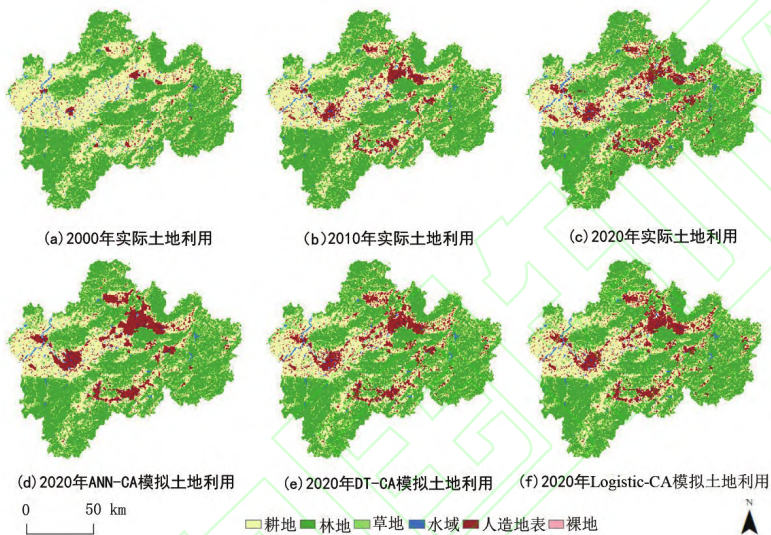 (a)2000年实际土地利用
(b)2010年实际土地利用
(c)2020年实际土地利用
(d)2020年ANN-CA模拟土地利用
(e)2020年DT-CA模拟土地利用
(f)2020年Logistic-CA模拟土地利用
0 50 km
耕地 林地 草地 水域 人造地表 裸地
N